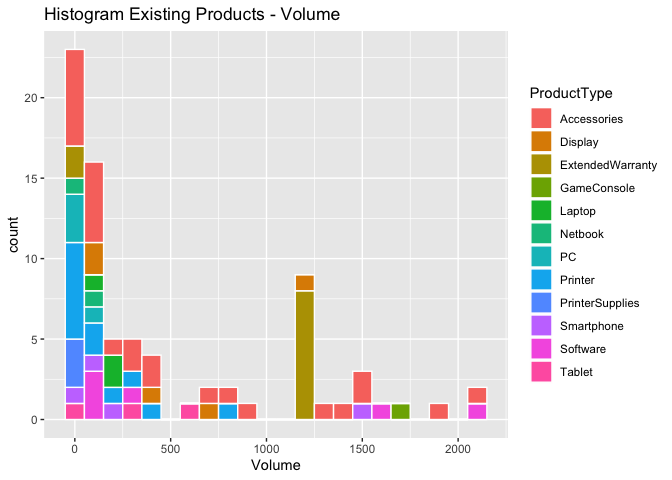 Histogram Existing Products - Volume
20
15
10
5
0
count
0 500 1000 1500 2000
Volume
ProductType
Accessories
Display
ExtendedWarranty
GameConsole
Laptop
Netbook
PC
Printer
PrinterSupplies
Smartphone
Software
Tablet